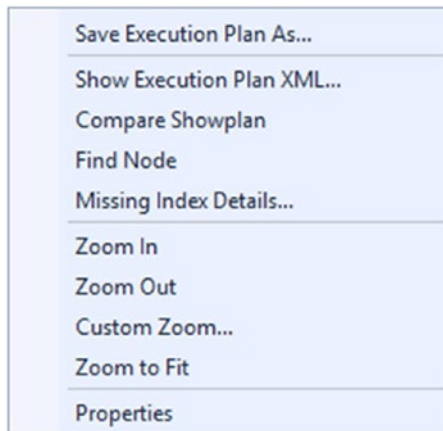 Save Execution Plan As...
Show Execution Plan XML...
Compare Showplan
Find Node
Missing Index Details...
Zoom In
Zoom Out
Custom Zoom...
Zoom to Fit
Properties